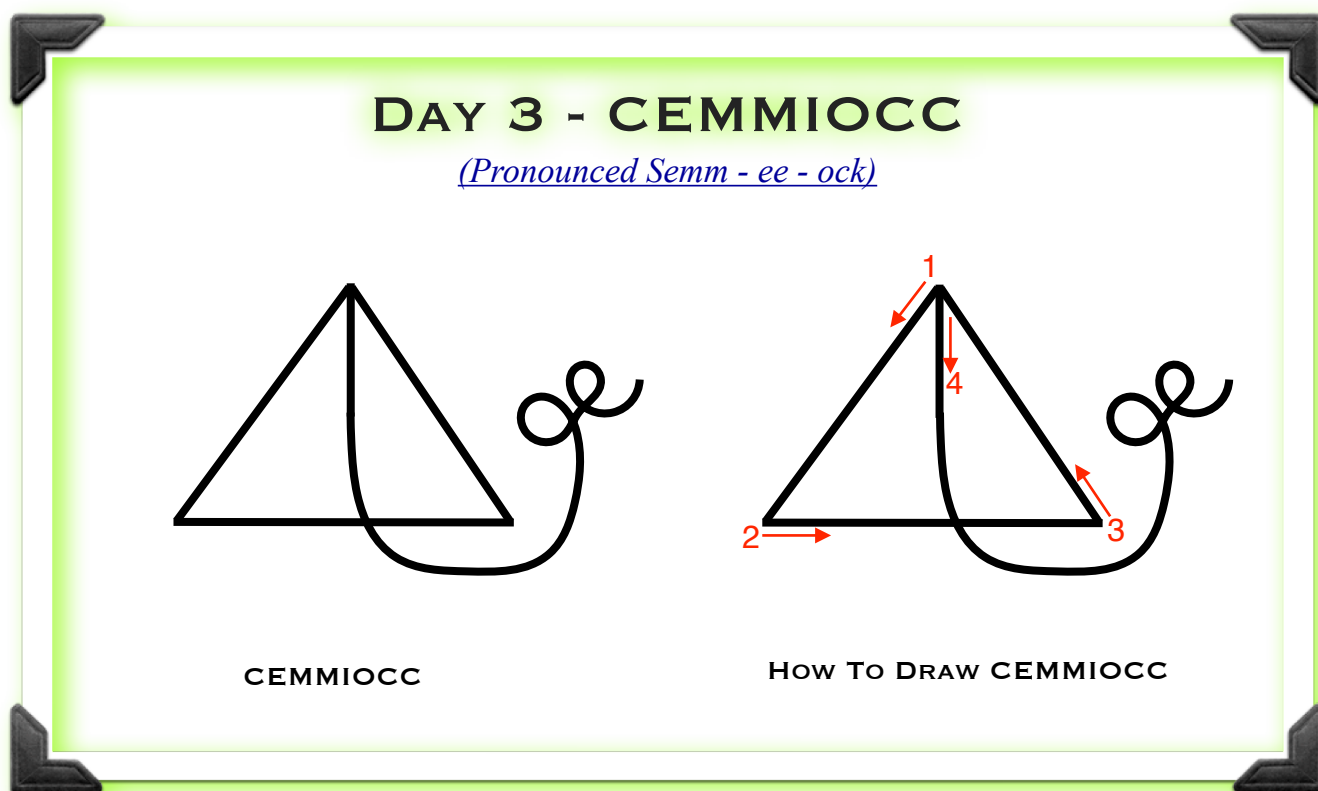 Day 3 - CEMMIOCC
(Pronounced Semm - ee - ock)
1
4
2
3
CEMMIOCC
How To Draw CEMMIOCC